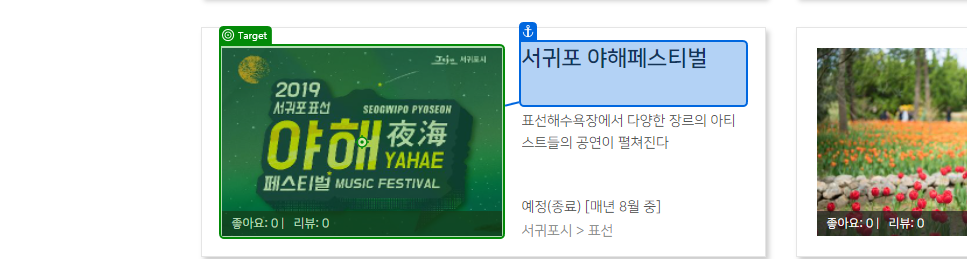 Target
서귀포시
2019
서귀포 표선
SEOGWIPO PYOSEON
야해 夜海
YAHAE
페스티벌 MUSIC FESTIVAL
좋아요: 0 | 리뷰: 0
서귀포 야해페스티벌
표선해수욕장에서 다양한 장르의 아티
스트들의 공연이 펼쳐진다
예정(종료) [매년 8월 중]
서귀포시 > 표선
좋아요: 0 | 리뷰: 0